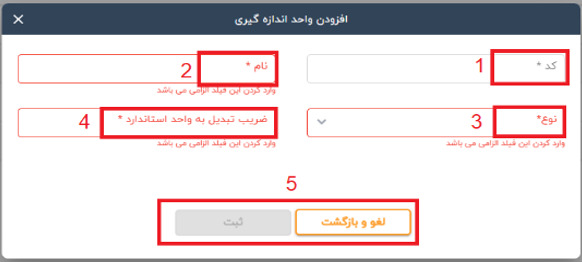 افزودن واحد اندازه گیری
کد *
1
نام *
2
وارد کردن این فیلد الزامی می باشد
نوع*
3
ضریب تبدیل به واحد استاندارد *
4
وارد کردن این فیلد الزامی می باشد
وارد کردن این فیلد الزامی می باشد
5
لغو و بازگشت
ثبت